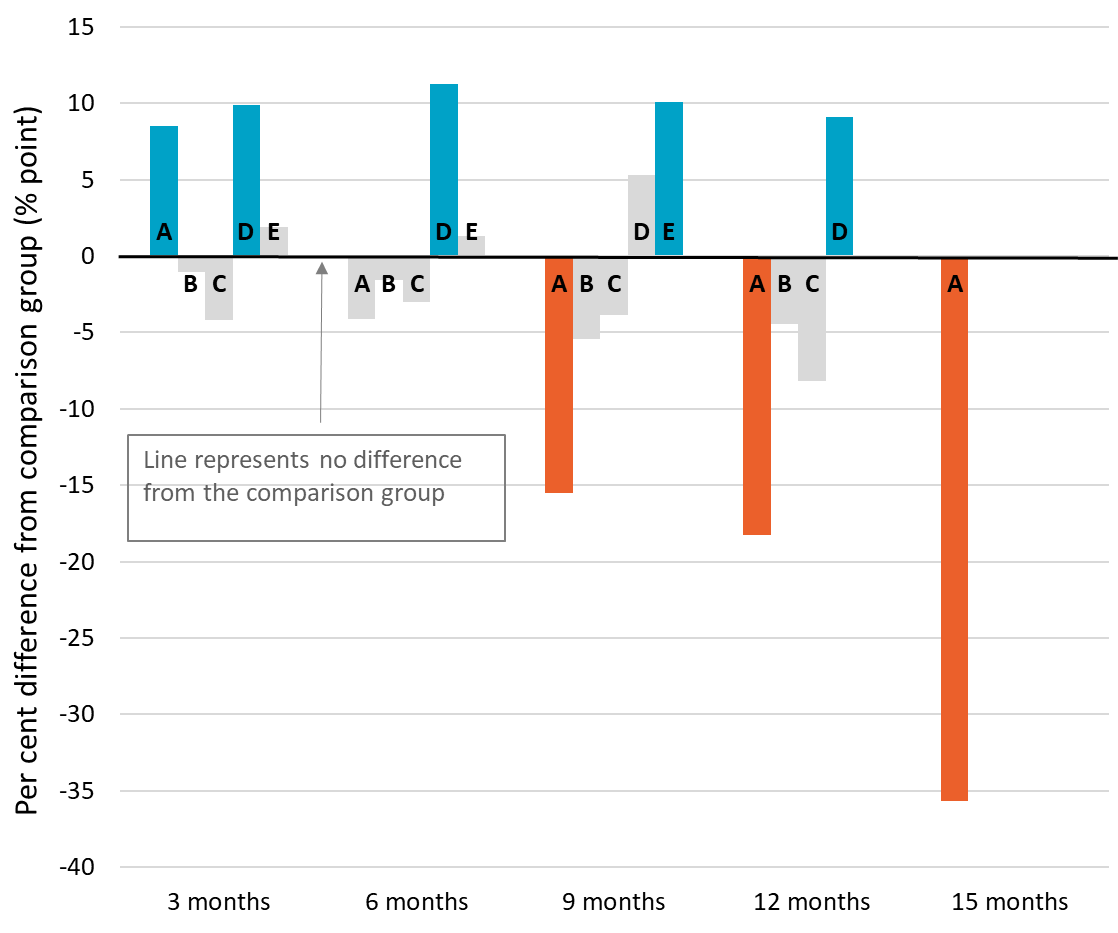 Per cent difference from comparison group (% point)
15
10
5
0
-5
-10
-15
-20
-25
-30
-35
-40
A
B
C
D
E
A
B
C
D
E
A
B
C
D
E
A
B
C
D
A
Line represents no difference
from the comparison group
3 months
6 months
9 months
12 months
15 months